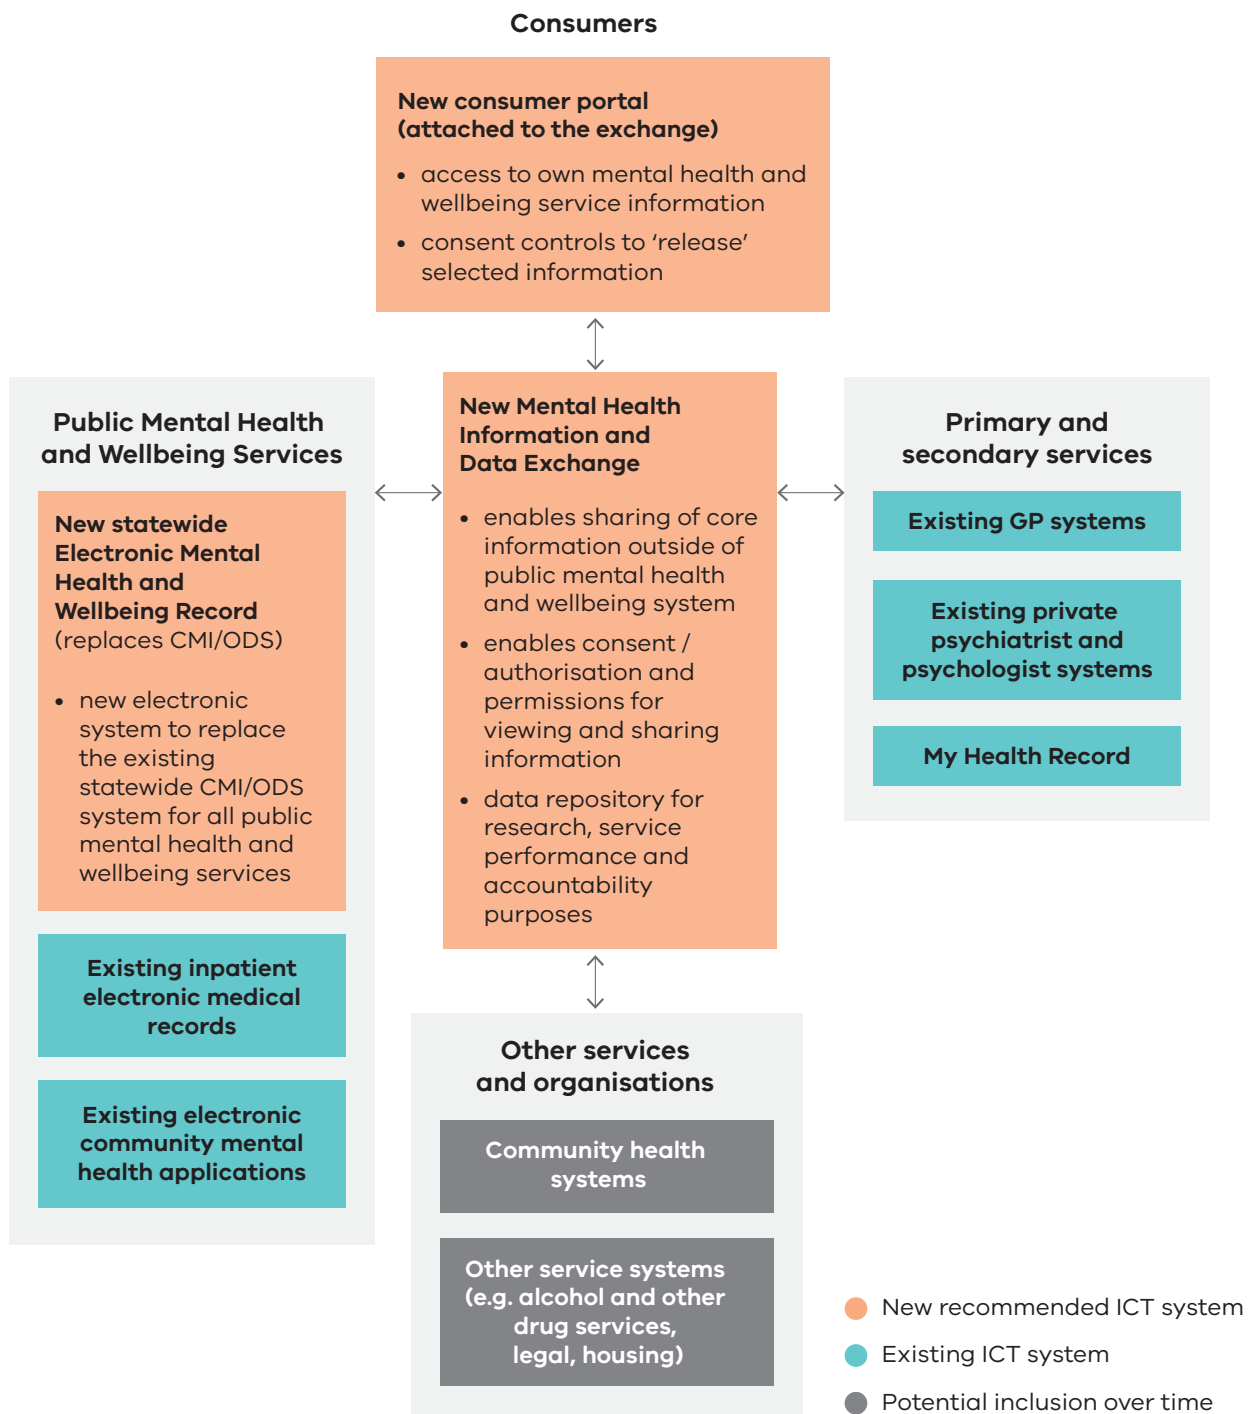 Consumers
New consumer portal
(attached to the exchange)
• access to own mental health and
wellbeing service information
• consent controls to ‘release’
selected information
Public Mental Health
and Wellbeing Services
New statewide
Electronic Mental
Health and
Wellbeing Record
(replaces CMI/ODS)
• new electronic
system to replace
the existing
statewide CMI/ODS
system for all public
mental health and
wellbeing services
Existing inpatient
electronic medical
records
Existing electronic
community mental
health applications
New Mental Health
Information and
Data Exchange
• enables sharing of core
information outside of
public mental health
and wellbeing system
• enables consent /
authorisation and
permissions for
viewing and sharing
information
• data repository for
research, service
performance and
accountability
purposes
Primary and
secondary services
Existing GP systems
Existing private
psychiatrist and
psychologist systems
My Health Record
Other services
and organisations
Community health
systems
Other service systems
(e.g. alcohol and other
drug services,
legal, housing)
New recommended ICT system
Existing ICT system
Potential inclusion over time